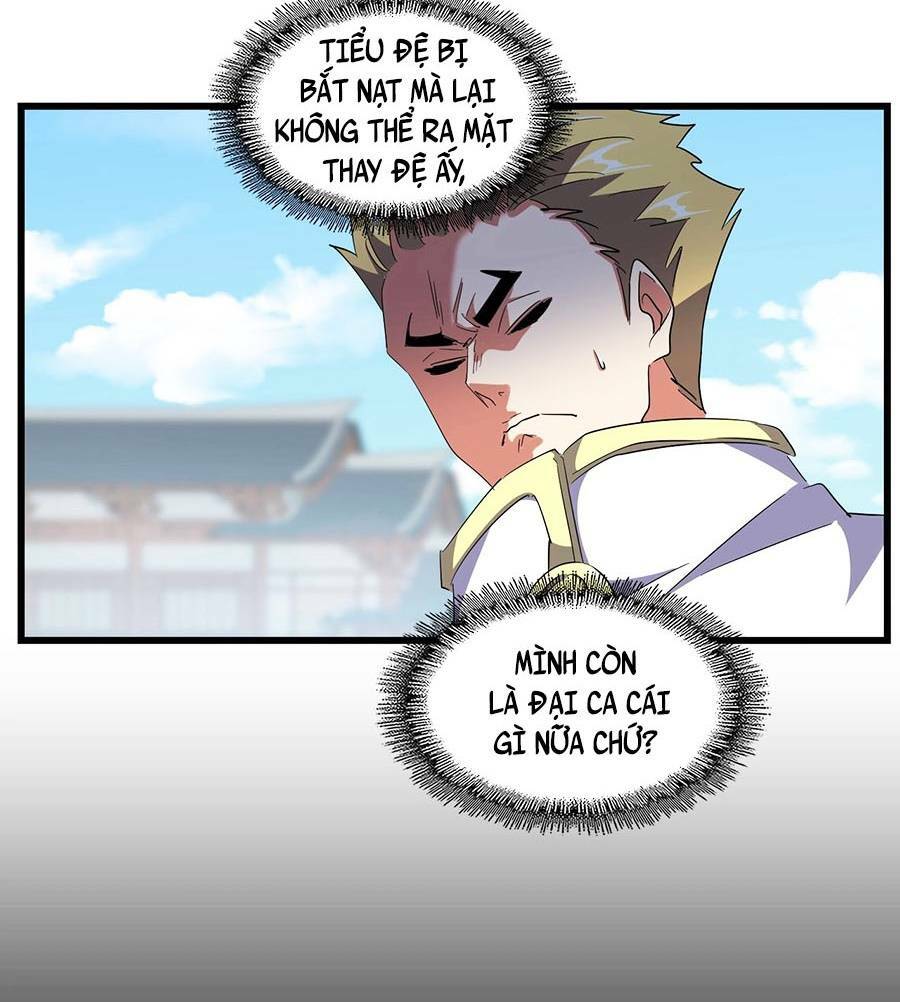 TIỂU ĐỆ BỊ
BẮT NẠT MÀ LẠI
KHÔNG THỂ RA MẶT
THAY ĐỆ ẤY,
MÌNH CÒN
LÀ ĐẠI CA CÁI
GÌ NỮA CHỨ?